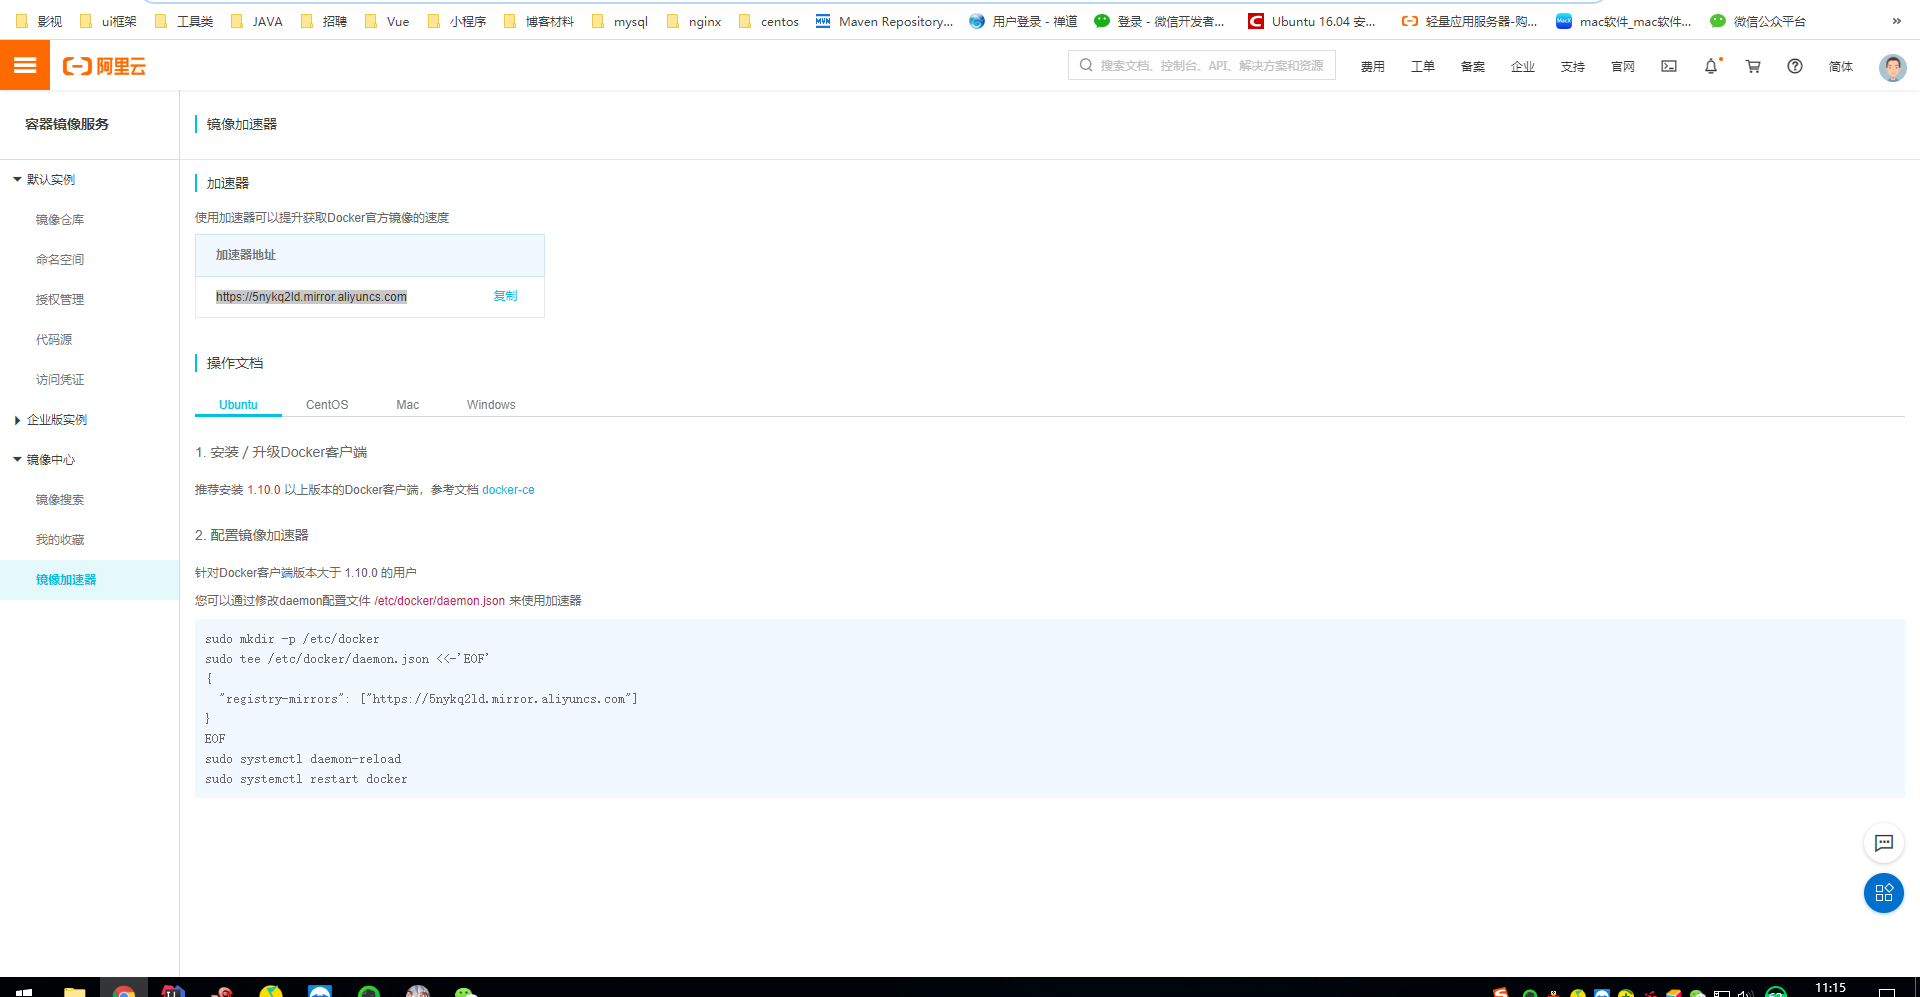 影视 ui框架 工具类 JAVA 招聘 Vue 小程序 博客材料 mysql nginx centos Maven Repository... 用户登录 - 禅道 登录 - 微信开发者... Ubuntu 16.04 安... 轻量应用服务器-购... mac软件_mac软件... 微信公众平台 »
阿里云 搜索文档、控制台、API、解决方案和资源 费用 工单 备案 企业 支持 官网 简体
容器镜像服务
默认实例
镜像仓库
命名空间
授权管理
代码源
访问凭证
企业版实例
镜像中心
镜像搜索
我的收藏
镜像加速器
镜像加速器
加速器
使用加速器可以提升获取Docker官方镜像的速度
加速器地址
https://5nykq2ld.mirror.aliyuncs.com 复制
操作文档
Ubuntu CentOS Mac Windows
1. 安装 / 升级Docker客户端
推荐安装 1.10.0 以上版本的Docker客户端，参考文档 docker-ce
2. 配置镜像加速器
针对Docker客户端版本大于 1.10.0 的用户
您可以通过修改daemon配置文件 /etc/docker/daemon.json 来使用加速器
sudo mkdir -p /etc/docker
sudo tee /etc/docker/daemon.json <<-'EOF'
{
"registry-mirrors": ["https://5nykq2ld.mirror.aliyuncs.com"]
}
EOF
sudo systemctl daemon-reload
sudo systemctl restart docker
11:15